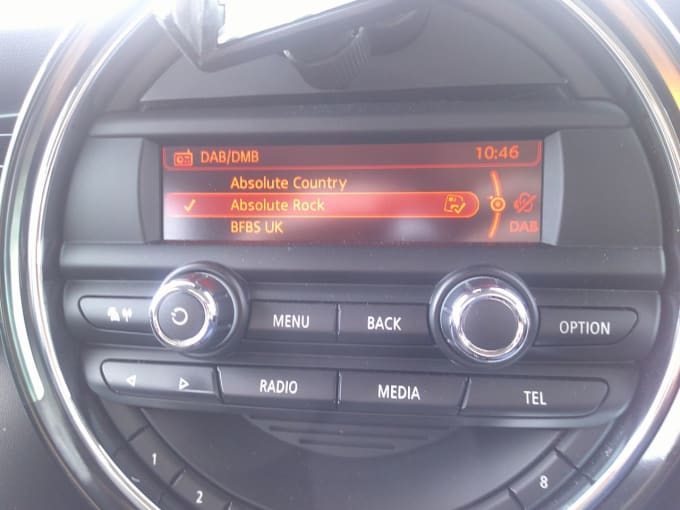 DAB/DMB 10:46
Absolute Country
Absolute Rock
BFBS UK
DAB
MENU BACK OPTION
RADIO MEDIA TEL
1
2
8